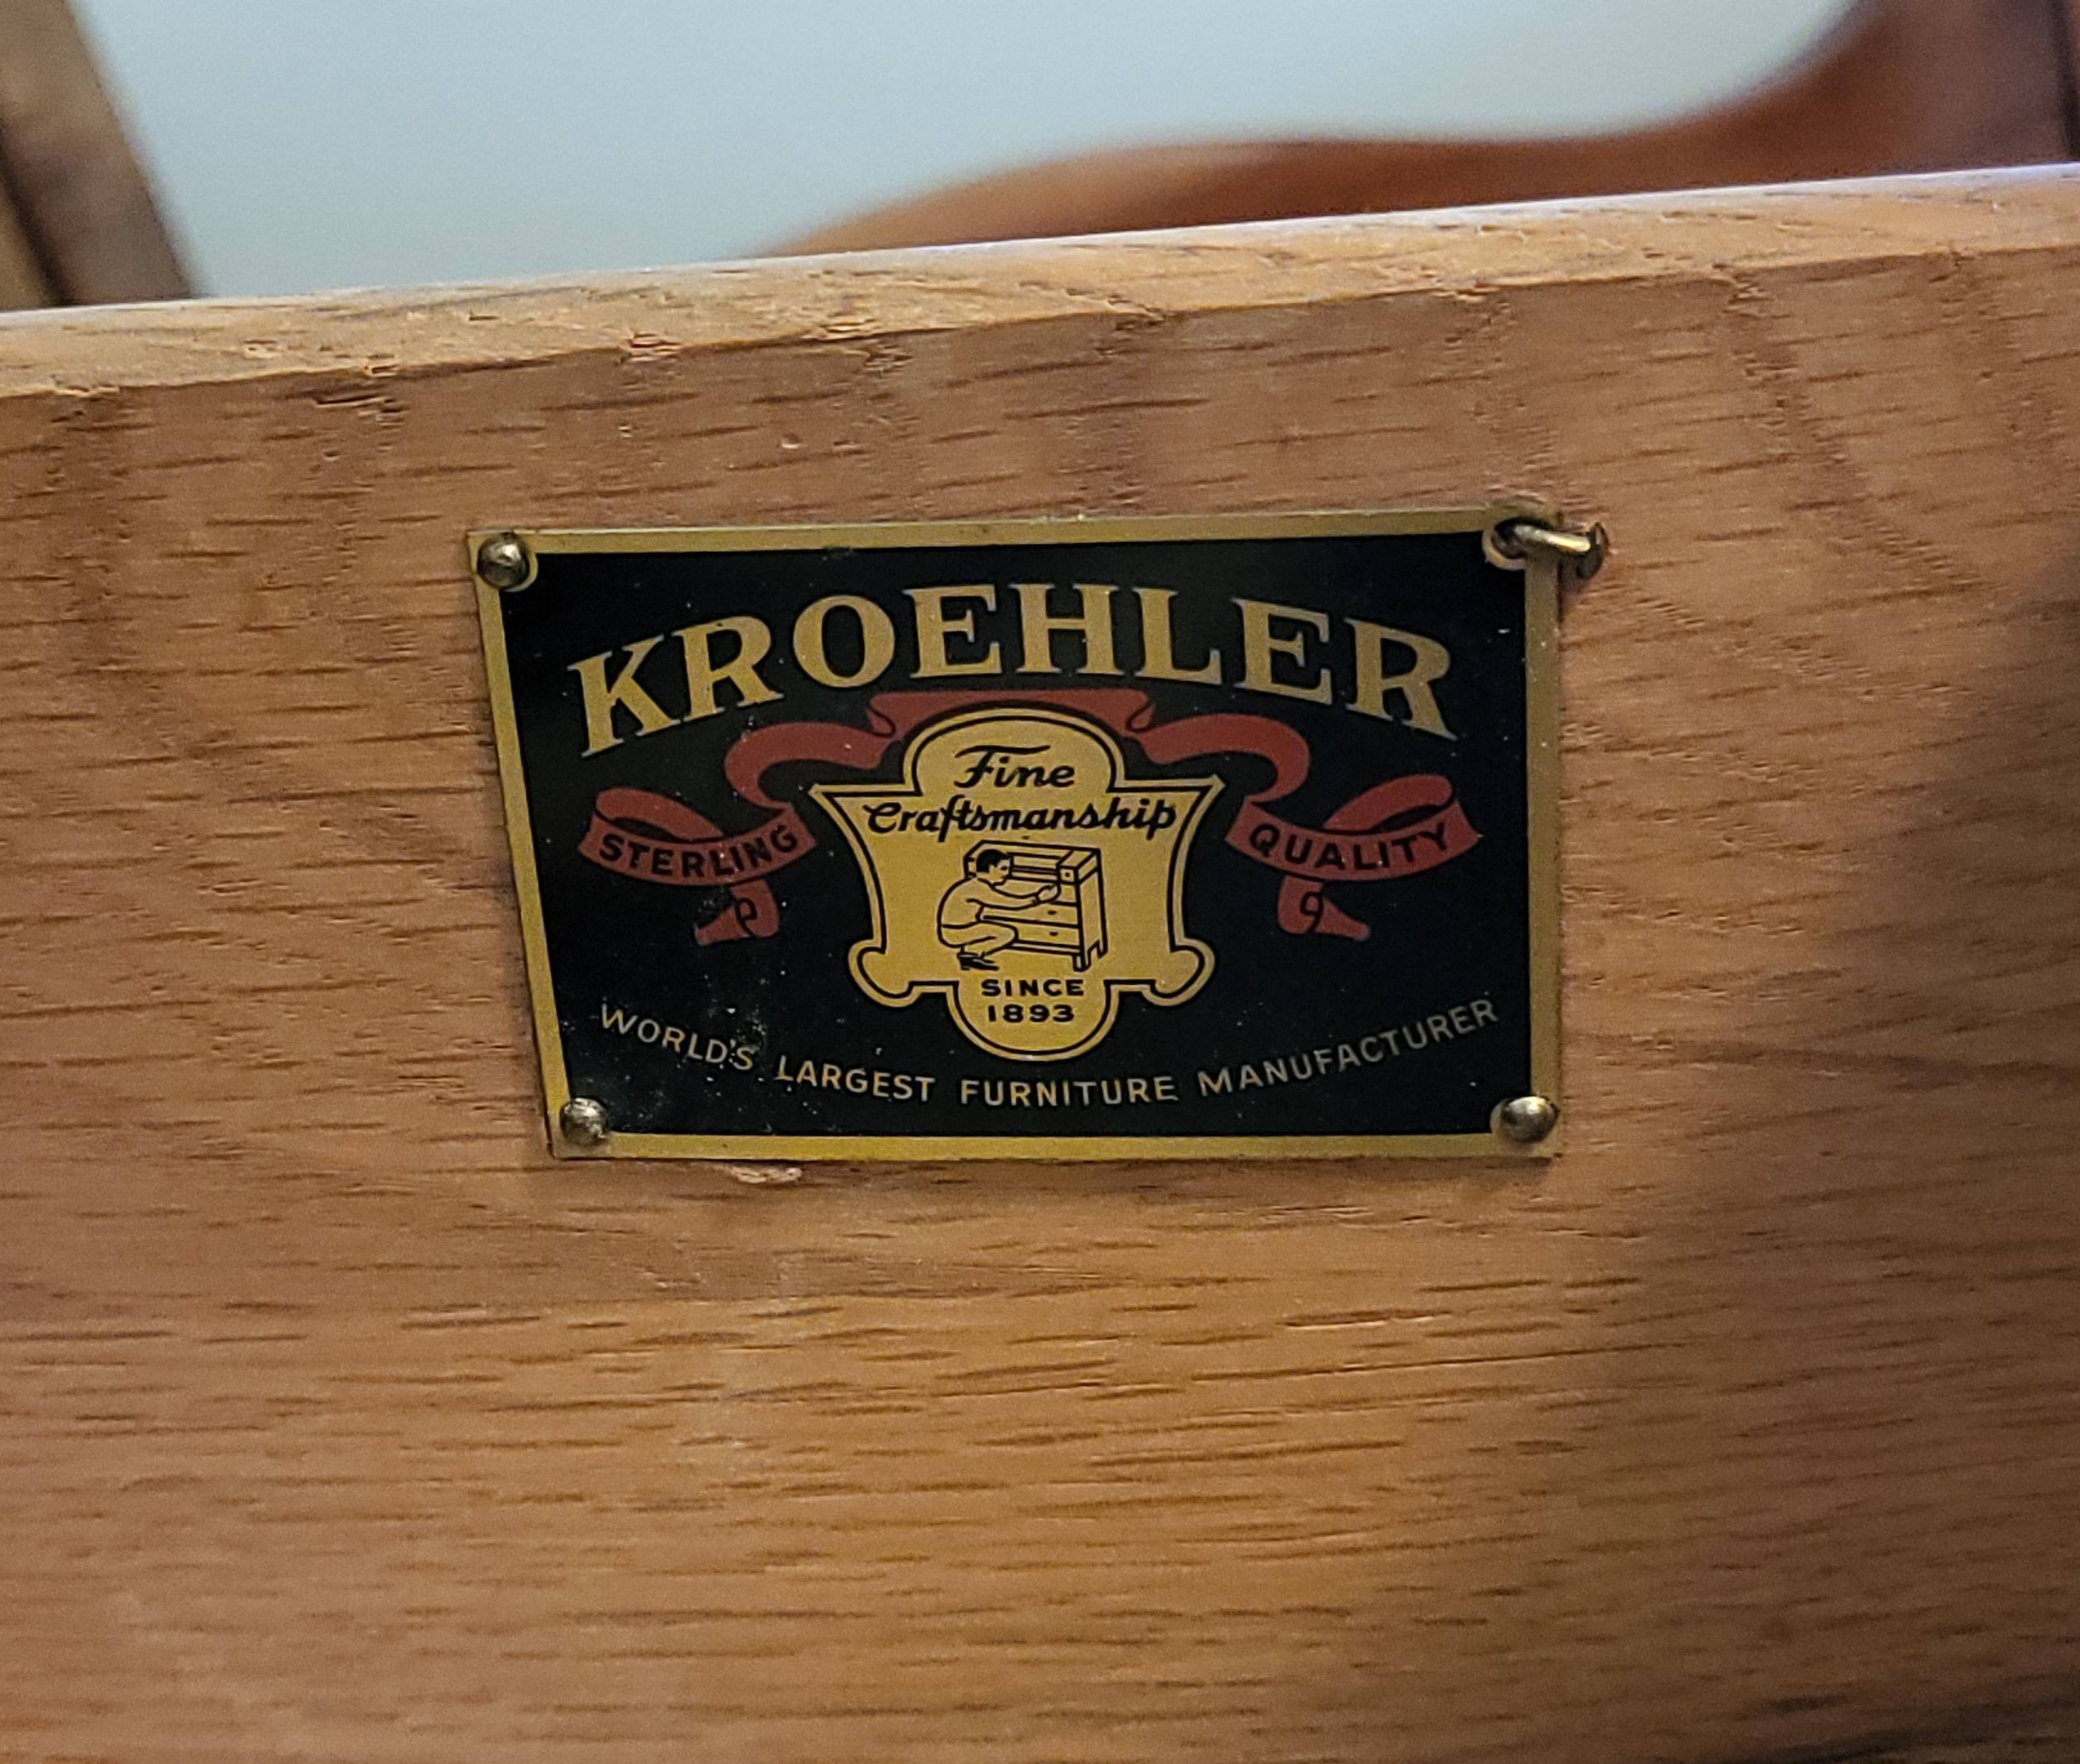 KROEHLER
Fine
Craftsmanship
STERLING
QUALITY
SINCE
1893
WORLD'S LARGEST FURNITURE MANUFACTURER